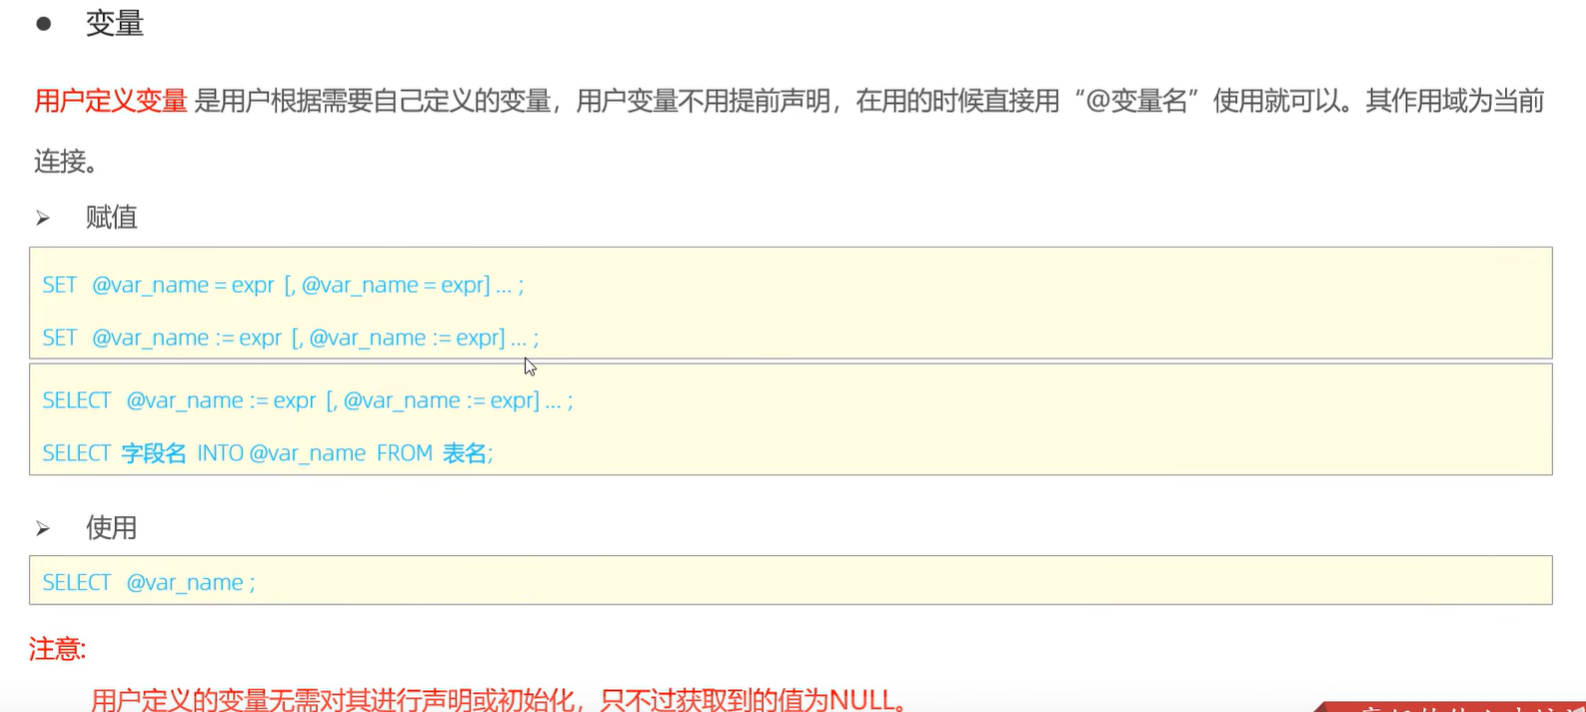 ● 变量
用户定义变量 是用户根据需要自己定义的变量，用户变量不用提前声明，在用的时候直接用“@变量名”使用就可以。其作用域为当前
连接。
➢ 赋值
SET @var_name = expr [, @var_name = expr] ... ;
SET @var_name := expr [, @var_name := expr] ... ;
SELECT @var_name := expr [, @var_name := expr] ... ;
SELECT 字段名 INTO @var_name FROM 表名;
➢ 使用
SELECT @var_name ;
注意:
用户定义的变量无需对其进行声明或初始化，只不过获取到的值为NULL。